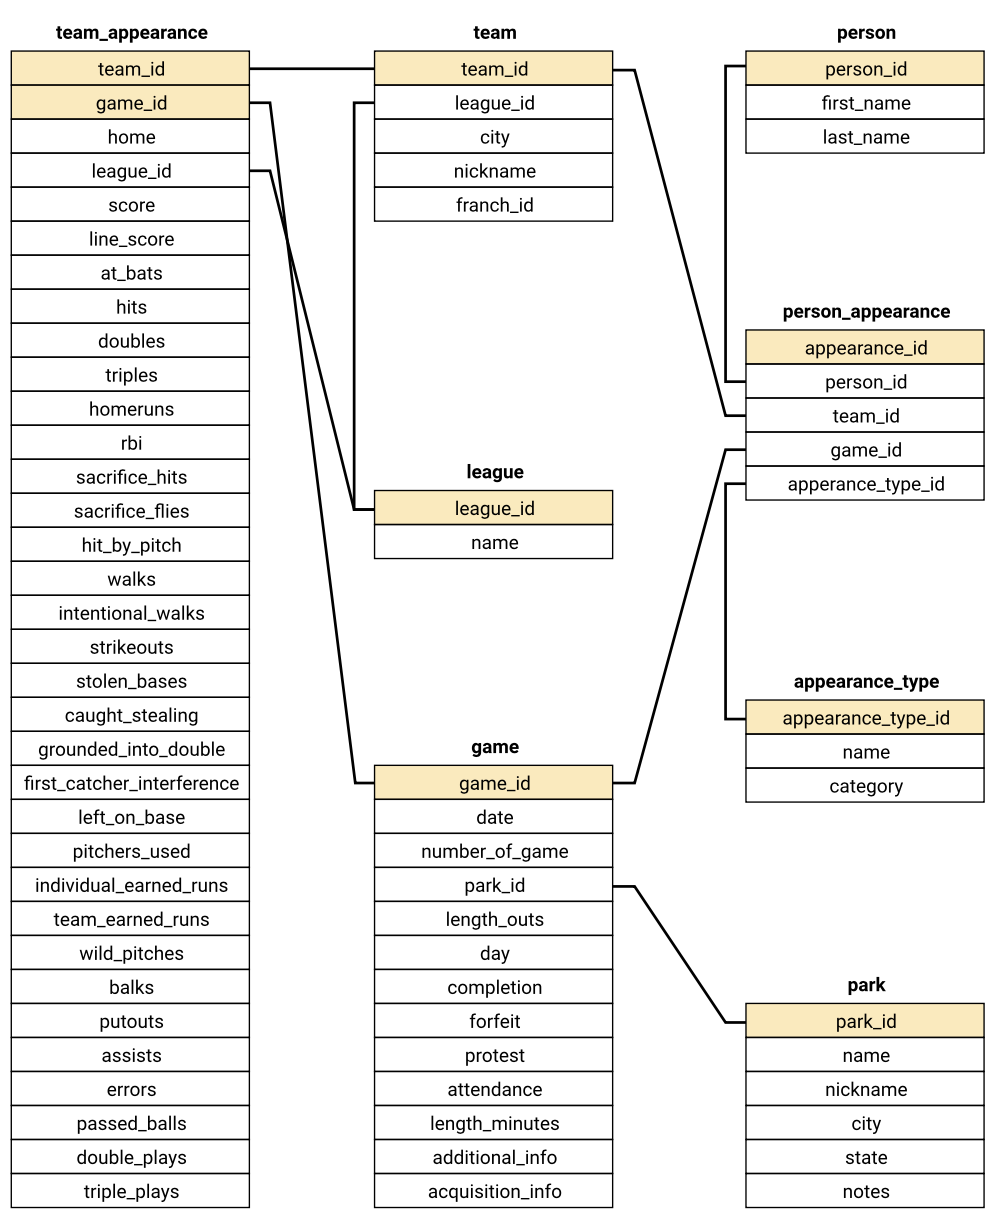 team_appearance
team_id
game_id
home
league_id
score
line_score
at_bats
hits
doubles
triples
homeruns
rbi
sacrifice_hits
sacrifice_flies
hit_by_pitch
walks
intentional_walks
strikeouts
stolen_bases
caught_stealing
grounded_into_double
first_catcher_interference
left_on_base
pitchers_used
individual_earned_runs
team_earned_runs
wild_pitches
balks
putouts
assists
errors
passed_balls
double_plays
triple_plays
team
team_id
league_id
city
nickname
franch_id
league
league_id
name
game
game_id
date
number_of_game
park_id
length_outs
day
completion
forfeit
protest
attendance
length_minutes
additional_info
acquisition_info
person
person_id
first_name
last_name
person_appearance
appearance_id
person_id
team_id
game_id
apperance_type_id
appearance_type
appearance_type_id
name
category
park
park_id
name
nickname
city
state
notes